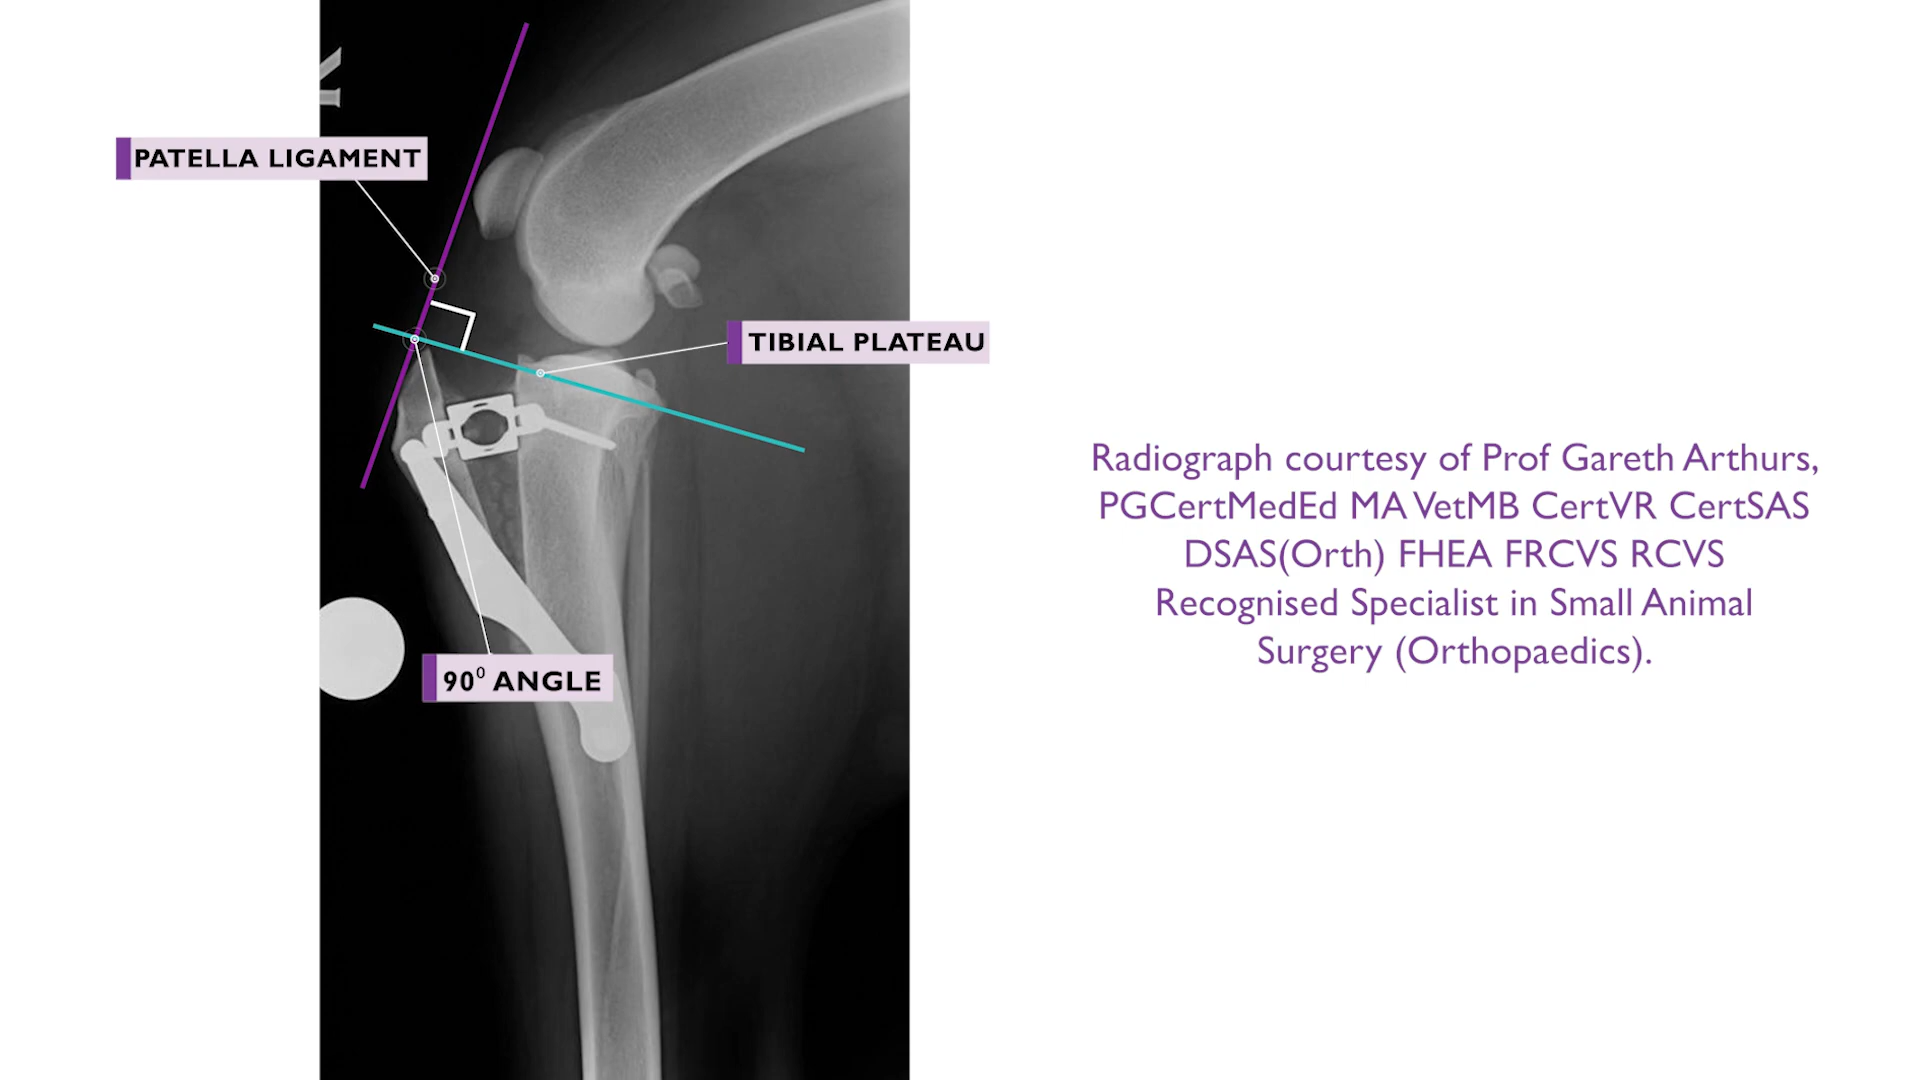 PATELLA LIGAMENT
TIBIAL PLATEAU
90⁰ ANGLE
Radiograph courtesy of Prof Gareth Arthurs,
PGCertMedEd MA VetMB CertVR CertSAS
DSAS(Orth) FHEA FRCVS RCVS
Recognised Specialist in Small Animal
Surgery (Orthopaedics).